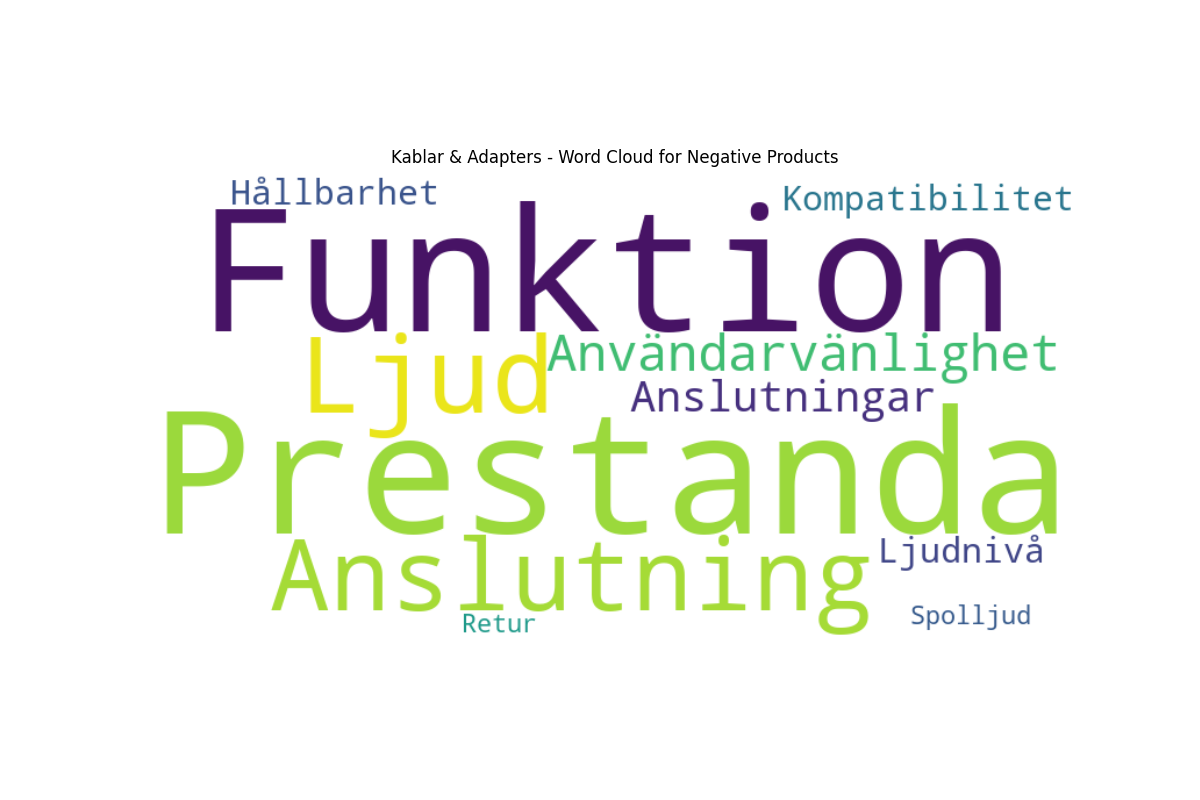 Kablar & Adapters - Word Cloud for Negative Products
Hållbarhet
Kompatibilitet
Funktion
Ljud
Användarvänlighet
Anslutningar
Prestanda
Anslutning
Ljudnivå
Retur
Spolljud